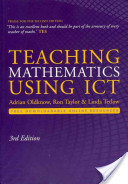 PRAISE FOR THE SECOND EDITION:
"This is an excellent book and should be part of the armoury of every
teacher of maths." TES
TEACHING
MATHEMATICS
USING ICT
Adrian Oldknow, Ron Taylor & Linda Tetlow
FREE DOWNLOADABLE ONLINE RESOURCES
3rd Edition